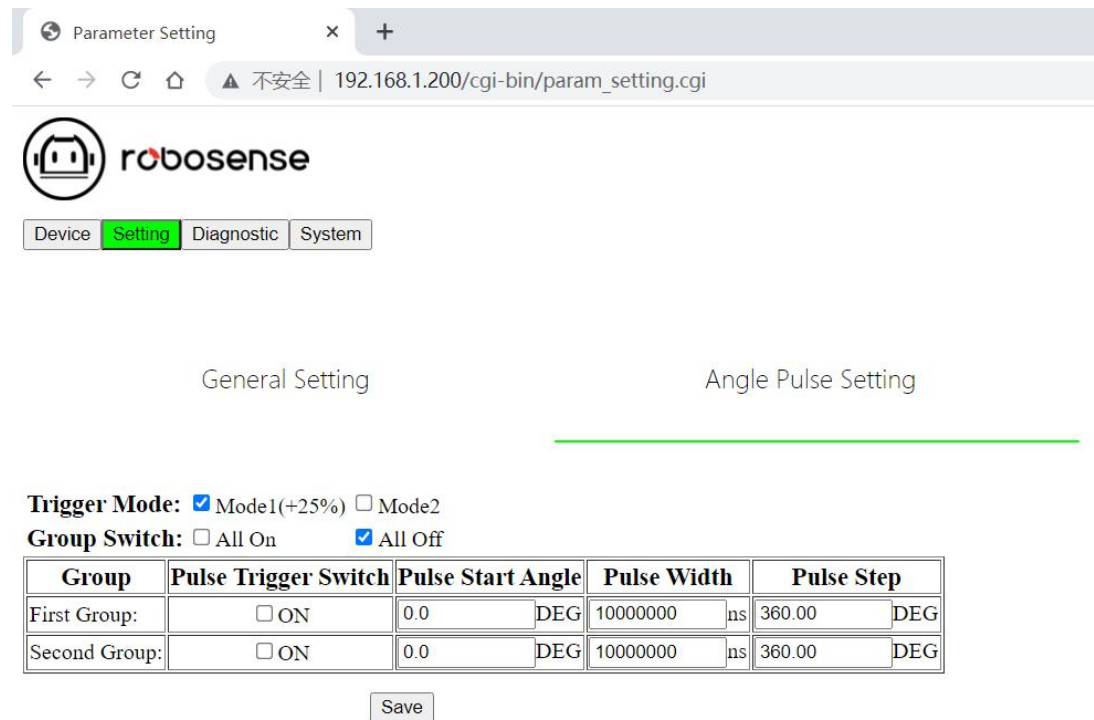 Parameter Setting
不安全 | 192.168.1.200/cgi-bin/param_setting.cgi
robosense
Device Setting Diagnostic System
General Setting Angle Pulse Setting
Trigger Mode: Mode1(+25%) Mode2
Group Switch: All On All Off
Group Pulse Trigger Switch Pulse Start Angle Pulse Width Pulse Step
First Group: ON 0.0 DEG 10000000 ns 360.00 DEG
Second Group: ON 0.0 DEG 10000000 ns 360.00 DEG
Save